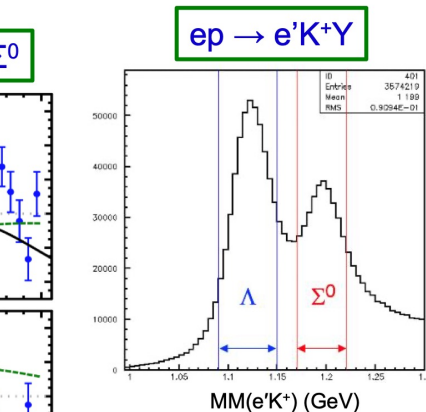 Σ⁰
ep → e'K⁺Y
ID 401
Entries 3574219
Mean 1.199
RMS 0.9094E-01
50000
40000
30000
20000
10000
0
Λ
Σ⁰
1
1.05
1.1
1.15
1.2
1.25
1.
MM(e'K⁺) (GeV)